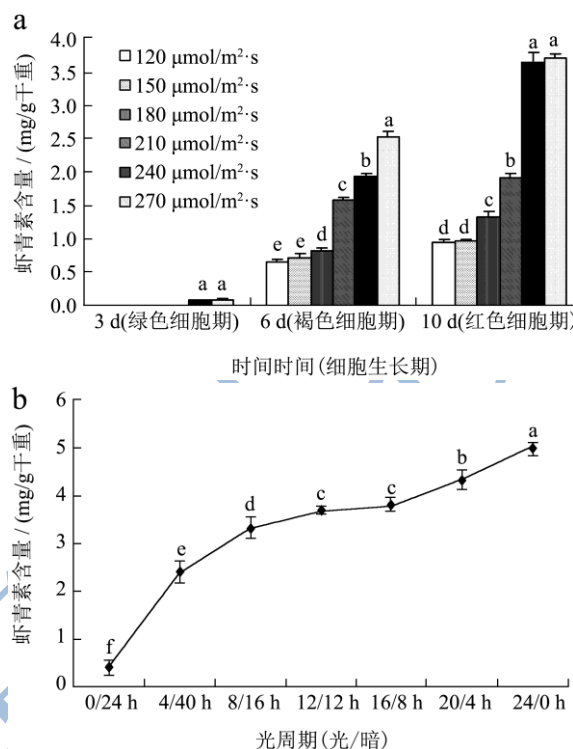 a
虾青素含量 / (mg/g干重)
4.0
3.5
3.0
2.5
2.0
1.5
1.0
0.5
0.0
120 μmol/m²·s
150 μmol/m²·s
180 μmol/m²·s
210 μmol/m²·s
240 μmol/m²·s
270 μmol/m²·s
a a
e e d c b a
d d c b a a
3 d(绿色细胞期) 6 d(褐色细胞期) 10 d(红色细胞期)
时间时间(细胞生长期)
b
虾青素含量 / (mg/g干重)
6
5
4
3
2
1
0
f e d c c b a
0/24 h 4/40 h 8/16 h 12/12 h 16/8 h 20/4 h 24/0 h
光周期(光/暗)